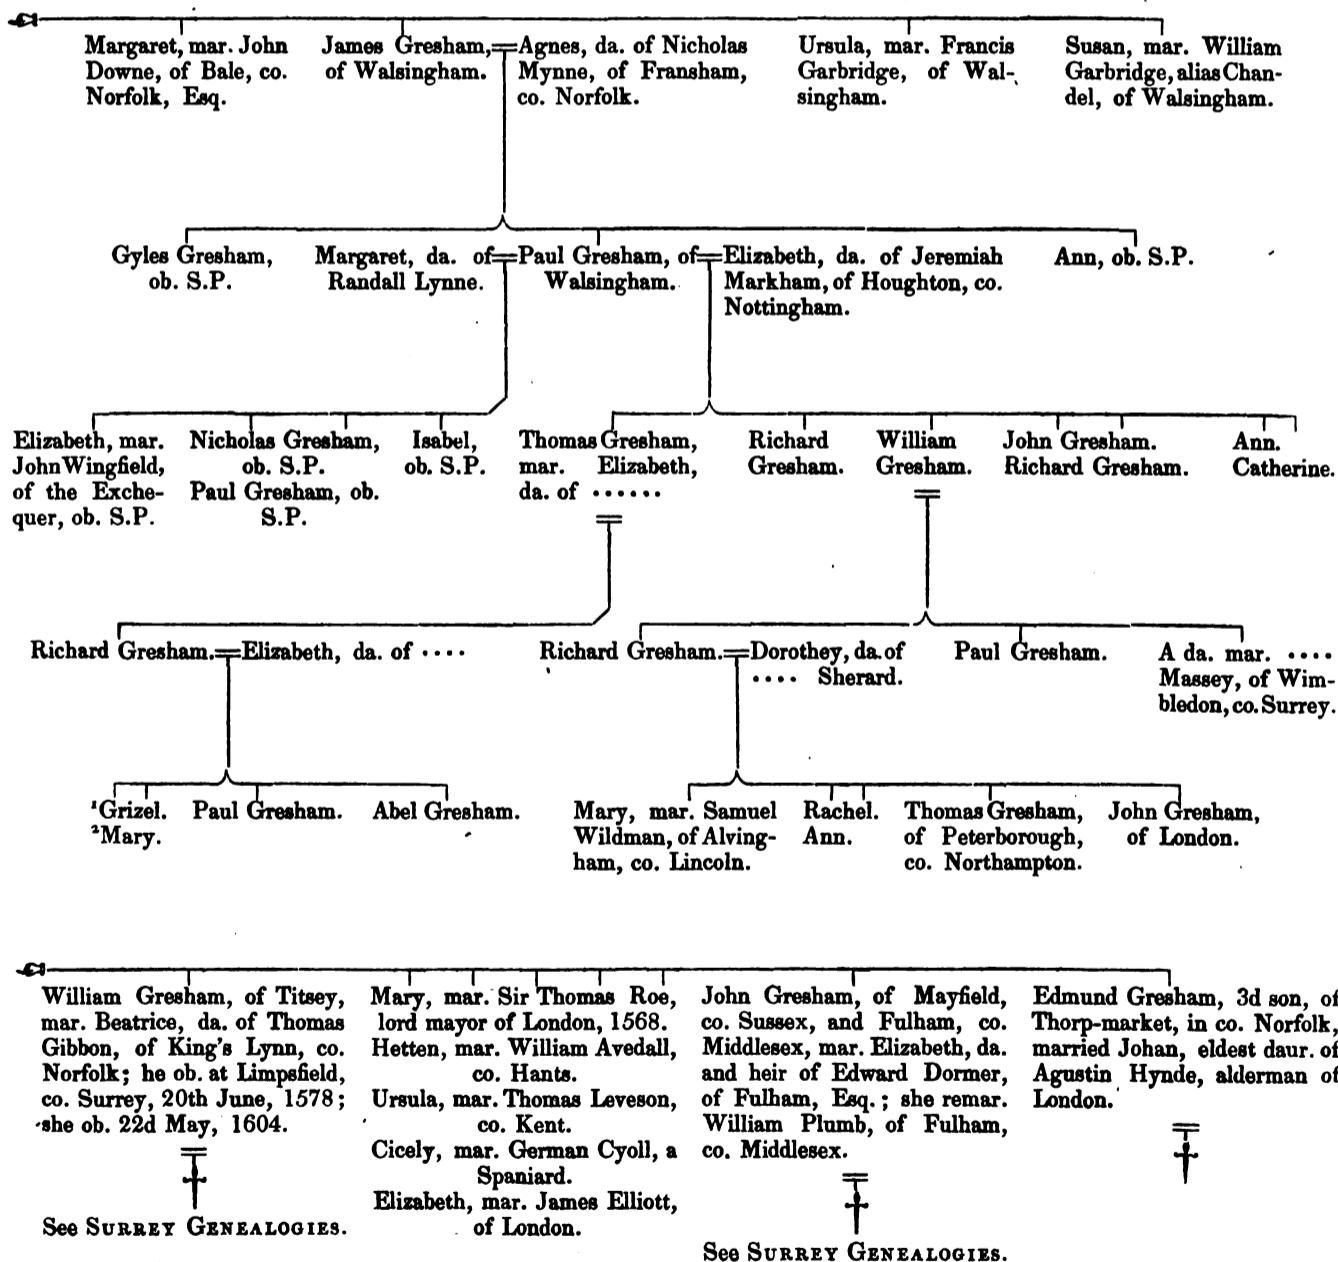 Margaret, mar. John
Downe, of Bale, co.
Norfolk, Esq.
James Gresham,
of Walsingham.
Agnes, da. of Nicholas
Mynne, of Fransham,
co. Norfolk.
Ursula, mar. Francis
Garbridge, of Wal-
singham.
Susan, mar. William
Garbridge, alias Chan-
del, of Walsingham.
Gyles Gresham,
ob. S.P.
Margaret, da. of
Randall Lynne.
Paul Gresham, of
Walsingham.
Elizabeth, da. of Jeremiah
Markham, of Houghton, co.
Nottingham.
Ann, ob. S.P.
Elizabeth, mar.
John Wingfield,
of the Exche-
quer, ob. S.P.
Nicholas Gresham,
ob. S.P.
Paul Gresham, ob.
S.P.
Isabel,
ob. S.P.
Thomas Gresham,
mar. Elizabeth,
da. of ......
Richard
Gresham.
William
Gresham.
John Gresham.
Richard Gresham.
Ann.
Catherine.
Richard Gresham.
Elizabeth, da. of ....
Richard Gresham.
Dorothey, da. of
.... Sherard.
Paul Gresham.
A da. mar. ....
Massey, of Wim-
bledon, co. Surrey.
¹Grizel.
²Mary.
Paul Gresham.
Abel Gresham.
Mary, mar. Samuel
Wildman, of Alving-
ham, co. Lincoln.
Rachel.
Ann.
Thomas Gresham,
of Peterborough,
co. Northampton.
John Gresham,
of London.
William Gresham, of Titsey,
mar. Beatrice, da. of Thomas
Gibbon, of King's Lynn, co.
Norfolk; he ob. at Limpsfield,
co. Surrey, 20th June, 1578;
she ob. 22d May, 1604.
See SURREY GENEALOGIES.
Mary, mar. Sir Thomas Roe,
lord mayor of London, 1568.
Hetten, mar. William Avedall,
co. Hants.
Ursula, mar. Thomas Leveson,
co. Kent.
Cicely, mar. German Cyoll, a
Spaniard.
Elizabeth, mar. James Elliott,
of London.
John Gresham, of Mayfield,
co. Sussex, and Fulham, co.
Middlesex, mar. Elizabeth, da.
and heir of Edward Dormer,
of Fulham, Esq.; she remar.
William Plumb, of Fulham,
co. Middlesex.
See SURREY GENEALOGIES.
Edmund Gresham, 3d son, of
Thorp-market, in co. Norfolk,
married Johan, eldest daur. of
Agustin Hynde, alderman of
London.